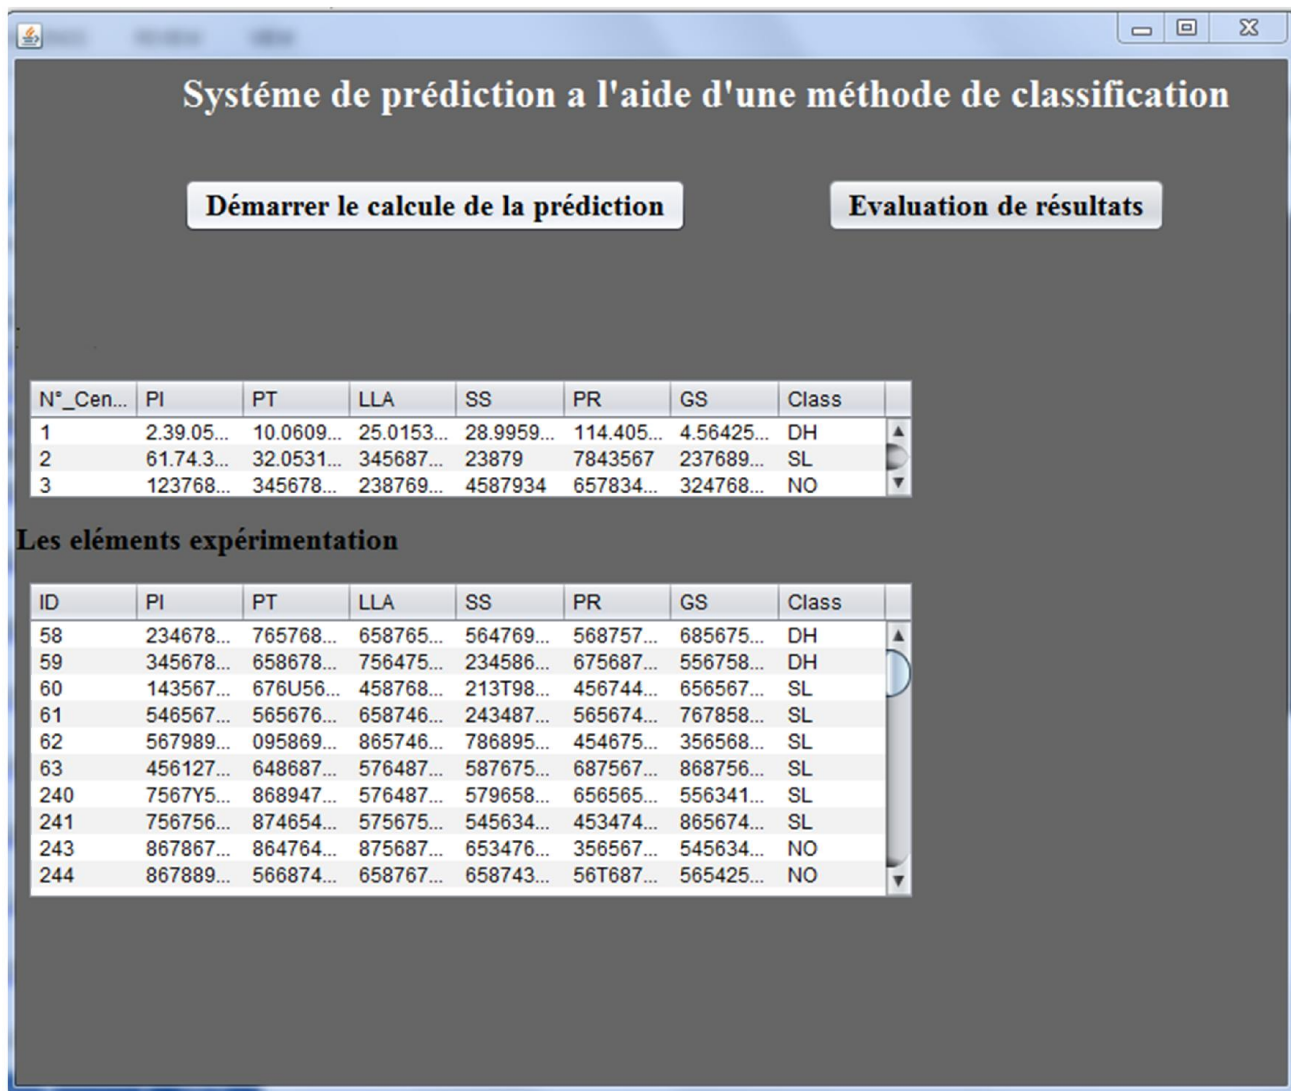 Systéme de prédiction a l'aide d'une méthode de classification
Démarrer le calcule de la prédiction Evaluation de résultats
N°_Cen... PI PT LLA SS PR GS Class
1 2.39.05... 10.0609... 25.0153... 28.9959... 114.405... 4.56425... DH
2 61.74.3... 32.0531... 345687... 23879 7843567 237689... SL
3 123768... 345678... 238769... 4587934 657834... 324768... NO
Les eléments expérimentation
ID PI PT LLA SS PR GS Class
58 234678... 765768... 658765... 564769... 568757... 685675... DH
59 345678... 658678... 756475... 234586... 675687... 556758... DH
60 143567... 676U56... 458768... 213T98... 456744... 656567... SL
61 546567... 565676... 658746... 243487... 565674... 767858... SL
62 567989... 095869... 865746... 786895... 454675... 356568... SL
63 456127... 648687... 576487... 587675... 687567... 868756... SL
240 7567Y5... 868947... 576487... 579658... 656565... 556341... SL
241 756756... 874654... 575675... 545634... 453474... 865674... SL
243 867867... 864764... 875687... 653476... 356567... 545634... NO
244 867889... 566874... 658767... 658743... 56T687... 565425... NO